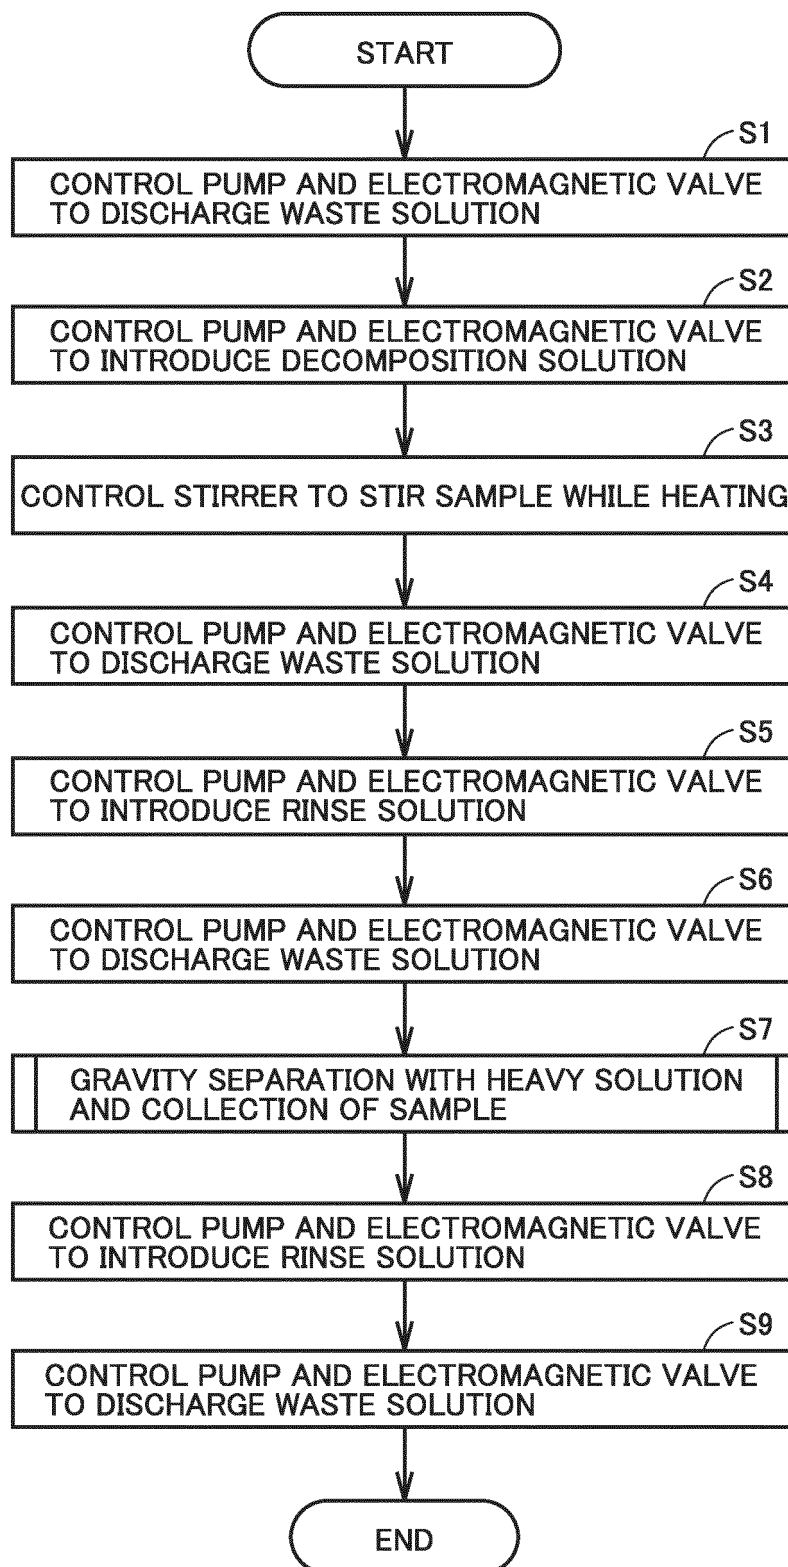 START
S1
CONTROL PUMP AND ELECTROMAGNETIC VALVE
TO DISCHARGE WASTE SOLUTION
S2
CONTROL PUMP AND ELECTROMAGNETIC VALVE
TO INTRODUCE DECOMPOSITION SOLUTION
S3
CONTROL STIRRER TO STIR SAMPLE WHILE HEATING
S4
CONTROL PUMP AND ELECTROMAGNETIC VALVE
TO DISCHARGE WASTE SOLUTION
S5
CONTROL PUMP AND ELECTROMAGNETIC VALVE
TO INTRODUCE RINSE SOLUTION
S6
CONTROL PUMP AND ELECTROMAGNETIC VALVE
TO DISCHARGE WASTE SOLUTION
S7
GRAVITY SEPARATION WITH HEAVY SOLUTION
AND COLLECTION OF SAMPLE
S8
CONTROL PUMP AND ELECTROMAGNETIC VALVE
TO INTRODUCE RINSE SOLUTION
S9
CONTROL PUMP AND ELECTROMAGNETIC VALVE
TO DISCHARGE WASTE SOLUTION
END